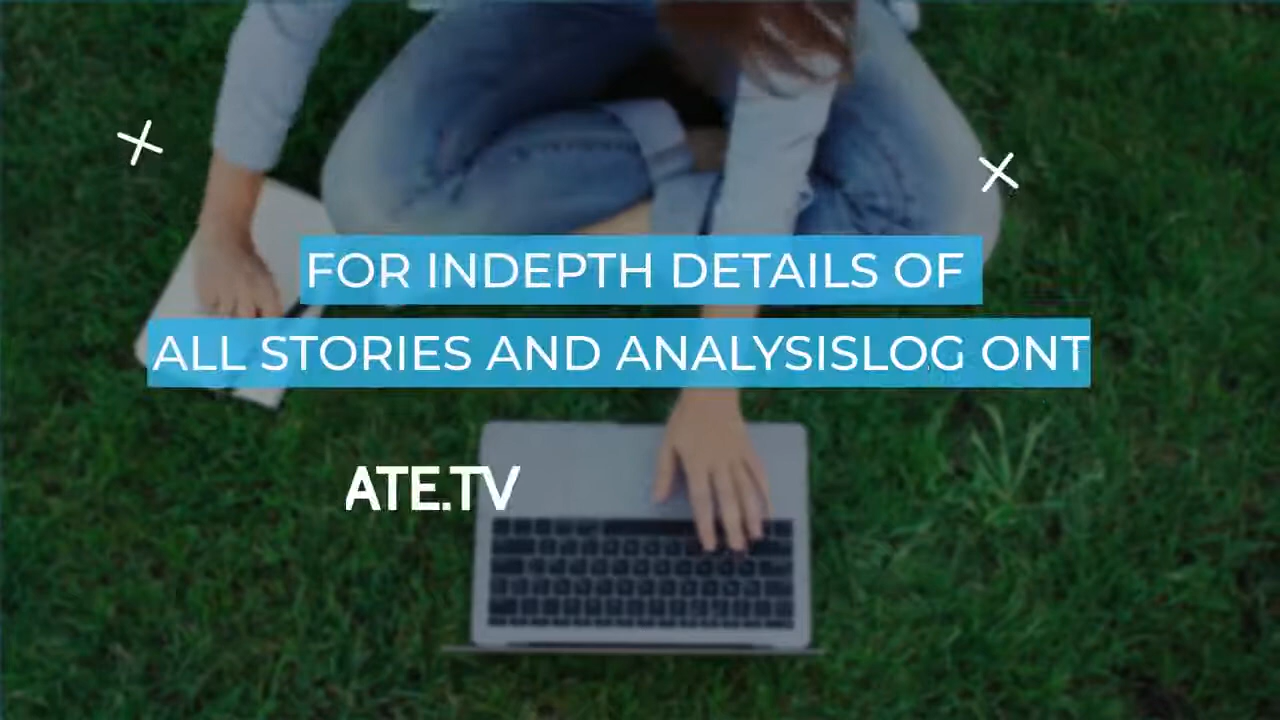 FOR INDEPTH DETAILS OF
ALL STORIES AND ANALYSISLOG ONT
ATE.TV